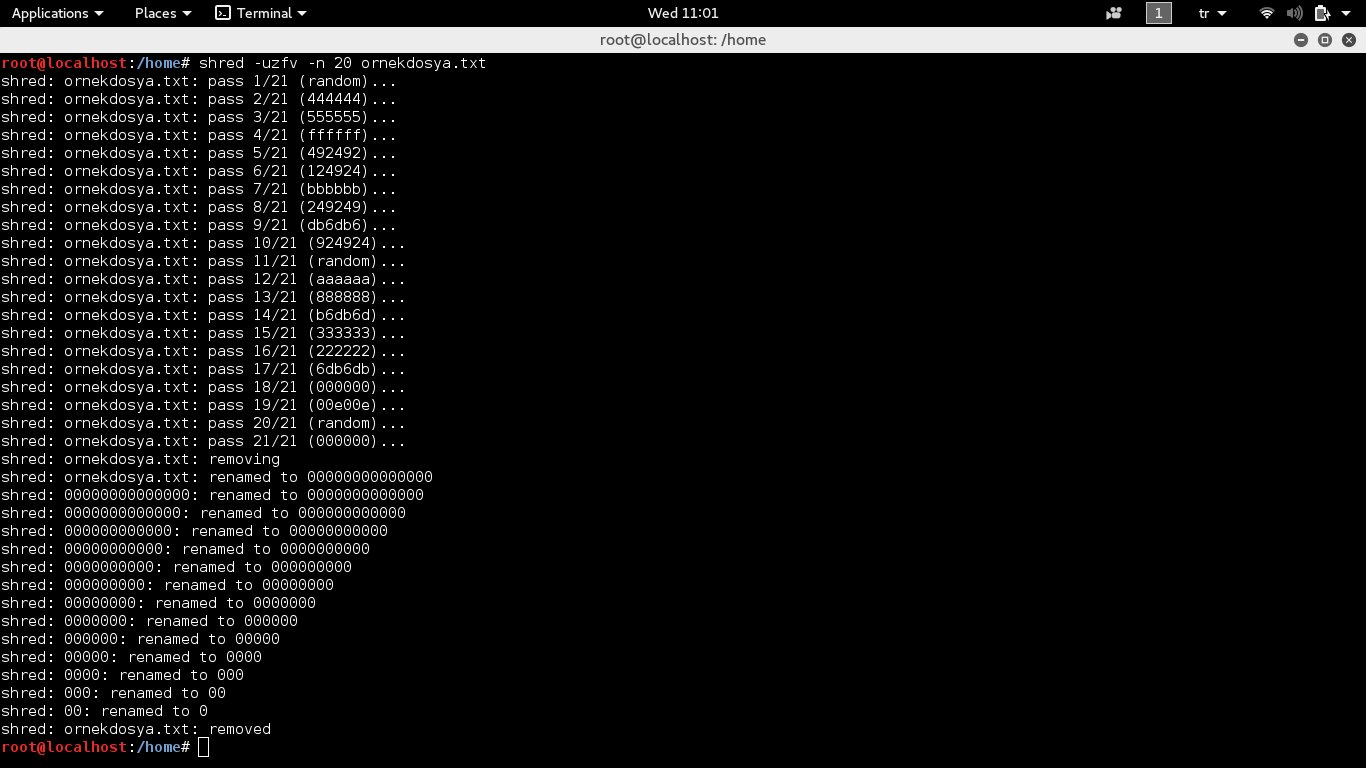 Applications Places Terminal Wed 11:01 1 tr
root@localhost: /home
root@localhost:/home# shred -uzfv -n 20 ornekdosya.txt
shred: ornekdosya.txt: pass 1/21 (random)...
shred: ornekdosya.txt: pass 2/21 (444444)...
shred: ornekdosya.txt: pass 3/21 (555555)...
shred: ornekdosya.txt: pass 4/21 (ffffff)...
shred: ornekdosya.txt: pass 5/21 (492492)...
shred: ornekdosya.txt: pass 6/21 (124924)...
shred: ornekdosya.txt: pass 7/21 (bbbbbb)...
shred: ornekdosya.txt: pass 8/21 (249249)...
shred: ornekdosya.txt: pass 9/21 (db6db6)...
shred: ornekdosya.txt: pass 10/21 (924924)...
shred: ornekdosya.txt: pass 11/21 (random)...
shred: ornekdosya.txt: pass 12/21 (aaaaaa)...
shred: ornekdosya.txt: pass 13/21 (888888)...
shred: ornekdosya.txt: pass 14/21 (b6db6d)...
shred: ornekdosya.txt: pass 15/21 (333333)...
shred: ornekdosya.txt: pass 16/21 (222222)...
shred: ornekdosya.txt: pass 17/21 (6db6db)...
shred: ornekdosya.txt: pass 18/21 (000000)...
shred: ornekdosya.txt: pass 19/21 (00e00e)...
shred: ornekdosya.txt: pass 20/21 (random)...
shred: ornekdosya.txt: pass 21/21 (000000)...
shred: ornekdosya.txt: removing
shred: ornekdosya.txt: renamed to 00000000000000
shred: 00000000000000: renamed to 0000000000000
shred: 0000000000000: renamed to 000000000000
shred: 000000000000: renamed to 00000000000
shred: 00000000000: renamed to 0000000000
shred: 0000000000: renamed to 000000000
shred: 000000000: renamed to 00000000
shred: 00000000: renamed to 0000000
shred: 0000000: renamed to 000000
shred: 000000: renamed to 00000
shred: 00000: renamed to 0000
shred: 0000: renamed to 000
shred: 000: renamed to 00
shred: 00: renamed to 0
shred: ornekdosya.txt: removed
root@localhost:/home#